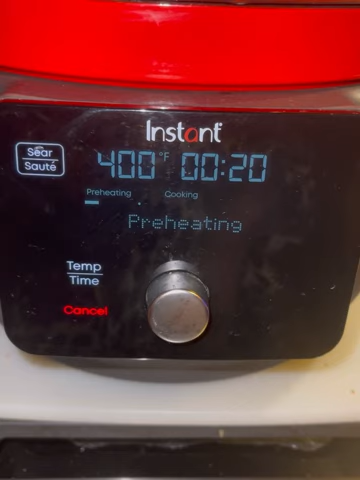 Instant
Sear
Sauté
400°F 00:20
Preheating Cooking
Preheating
Temp
Time
Cancel